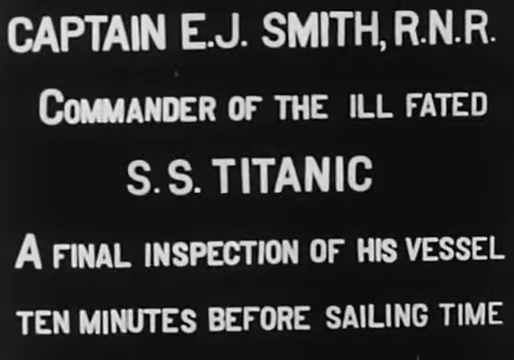 CAPTAIN E.J. SMITH, R.N.R.
COMMANDER OF THE ILL FATED
S.S. TITANIC
A FINAL INSPECTION OF HIS VESSEL
TEN MINUTES BEFORE SAILING TIME